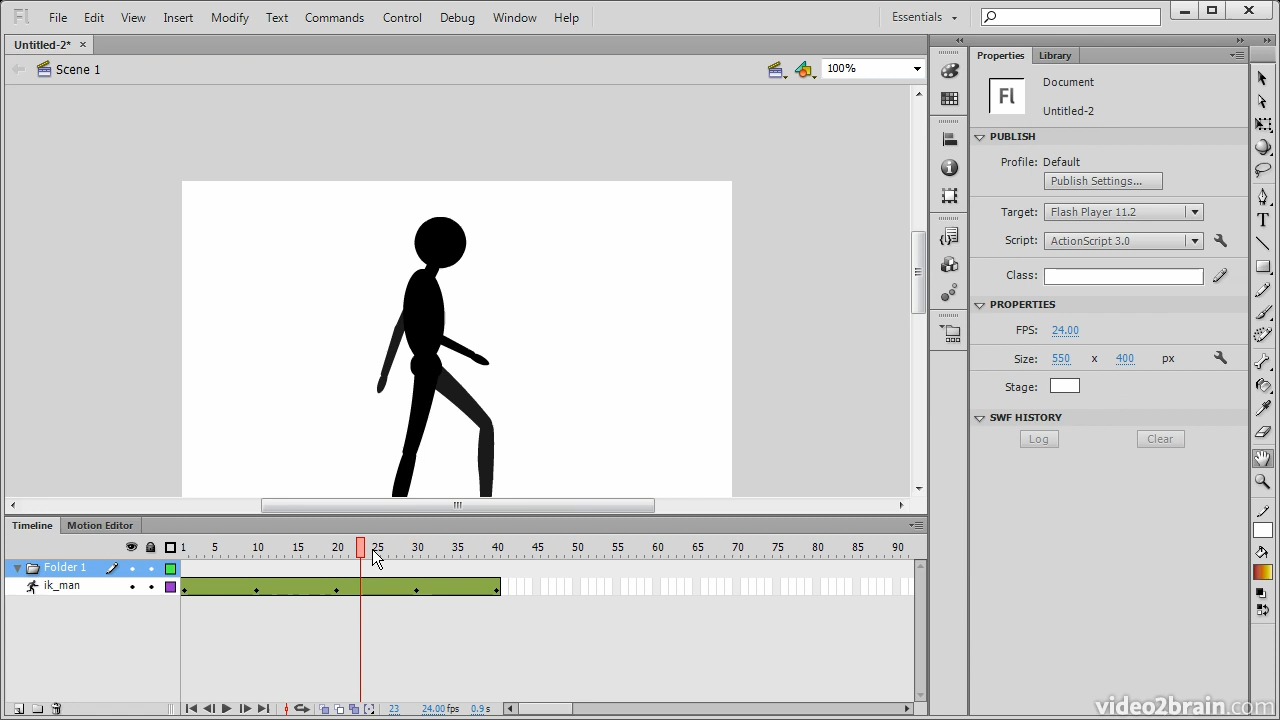 Fl File Edit View Insert Modify Text Commands Control Debug Window Help Essentials
Untitled-2* ×
Scene 1 100%
Properties Library
Fl Document
Untitled-2
PUBLISH
Profile: Default
Publish Settings...
Target: Flash Player 11.2
Script: ActionScript 3.0
Class:
PROPERTIES
FPS: 24.00
Size: 550 x 400 px
Stage:
SWF HISTORY
Log Clear
Timeline Motion Editor
1 5 10 15 20 25 30 35 40 45 50 55 60 65 70 75 80 85 90
Folder 1
ik_man
23 24.00 fps 0.9 s
video2brain.com